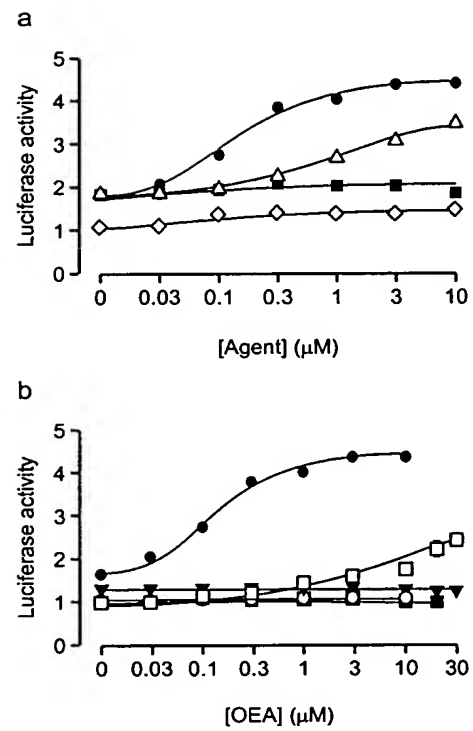 a
Luciferase activity
5
4
3
2
1
0
0 0.03 0.1 0.3 1 3 10
[Agent] (μM)
b
Luciferase activity
5
4
3
2
1
0
0 0.03 0.1 0.3 1 3 10 30
[OEA] (μM)